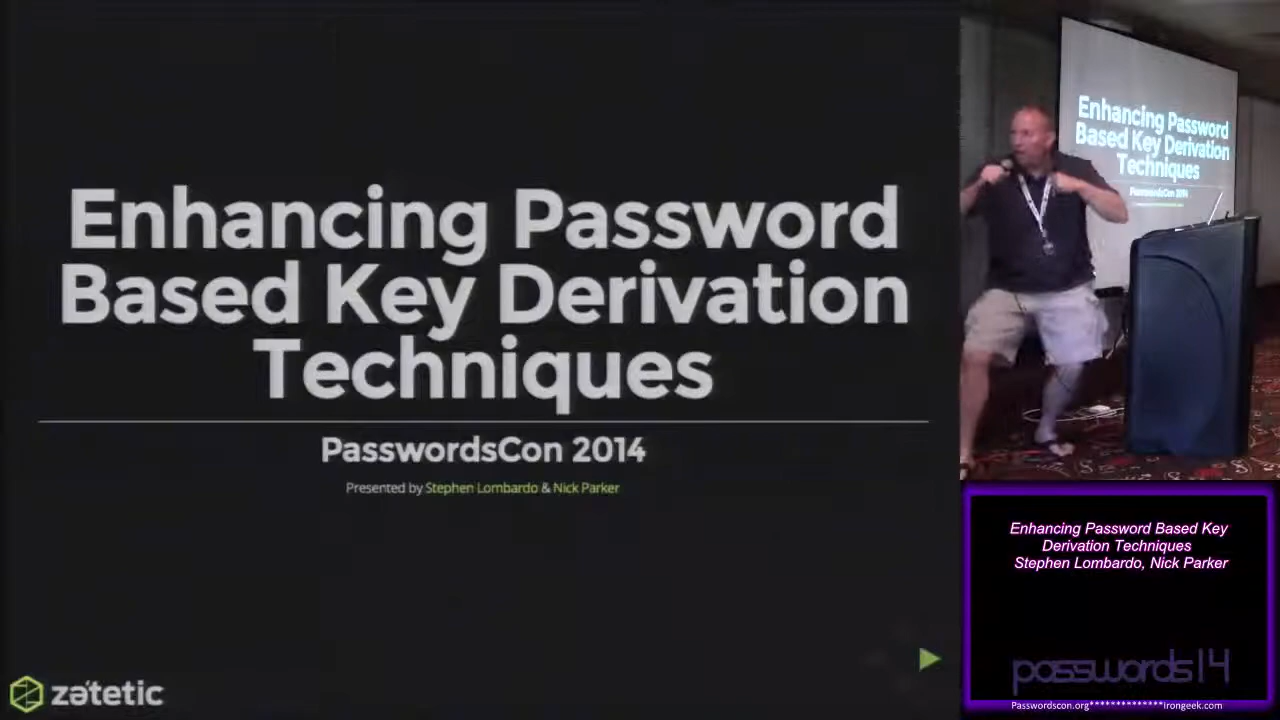 Enhancing Password
Based Key Derivation
Techniques
PasswordsCon 2014
Presented by Stephen Lombardo & Nick Parker
zətetic
Enhancing Password
Based Key Derivation
Techniques
PasswordsCon 2014
Enhancing Password Based Key
Derivation Techniques
Stephen Lombardo, Nick Parker
passwords14
Passwordscon.org**************irongeek.com